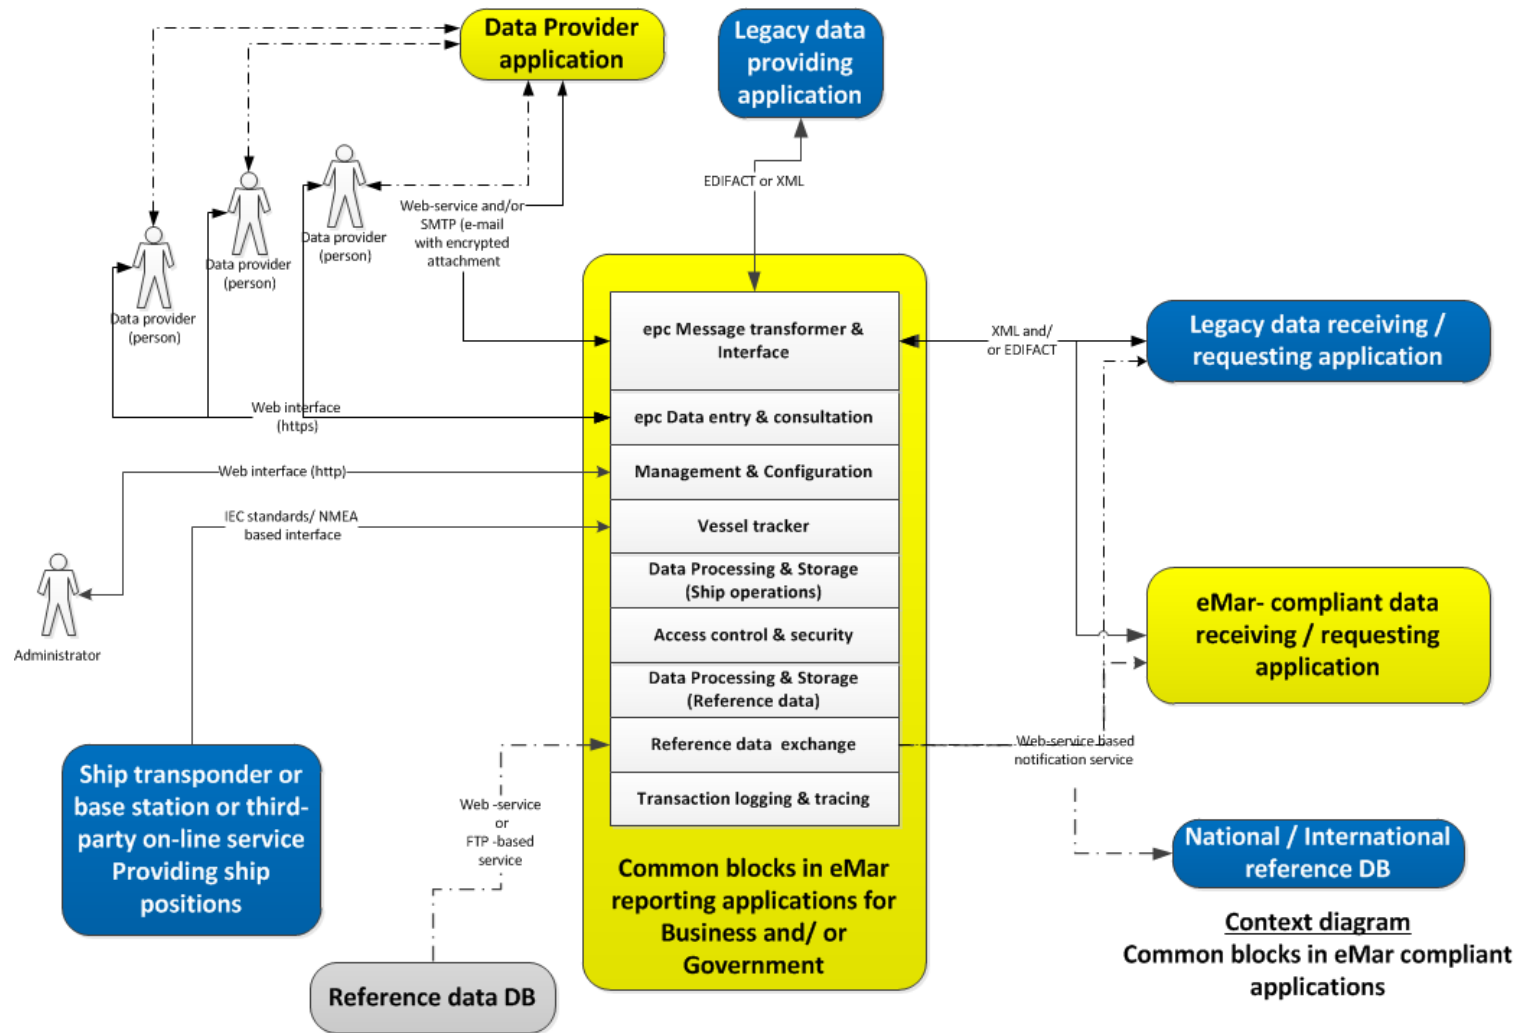 Data Provider
application
Legacy data
providing
application
EDIFACT or XML
Web-service and/or
SMTP (e-mail
with encrypted
attachment
Data provider
(person)
Data provider
(person)
Data provider
(person)
epc Message transformer &
Interface
XML and/
or EDIFACT
Legacy data receiving /
requesting application
Web interface
(https)
epc Data entry & consultation
Web interface (http)
Management & Configuration
IEC standards/ NMEA
based interface
Vessel tracker
Data Processing & Storage
(Ship operations)
Administrator
Access control & security
eMar- compliant data
receiving / requesting
application
Data Processing & Storage
(Reference data)
Reference data  exchange
Web-service based
notification service
Transaction logging & tracing
Ship transponder or
base station or third-
party on-line service
Providing ship
positions
Web -service
or
FTP -based
service
National / International
reference DB
Common blocks in eMar
reporting applications for
Business and/ or
Government
Reference data DB
Context diagram
Common blocks in eMar compliant
applications